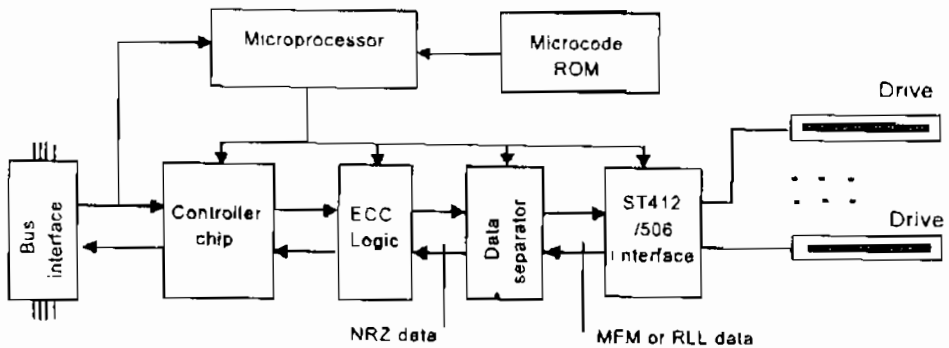 Microprocessor
Microcode
ROM
Drive
Bus
interface
Controller
chip
ECC
Logic
Data
separator
ST412
/506
Interface
Drive
NRZ data
MFM or RLL data